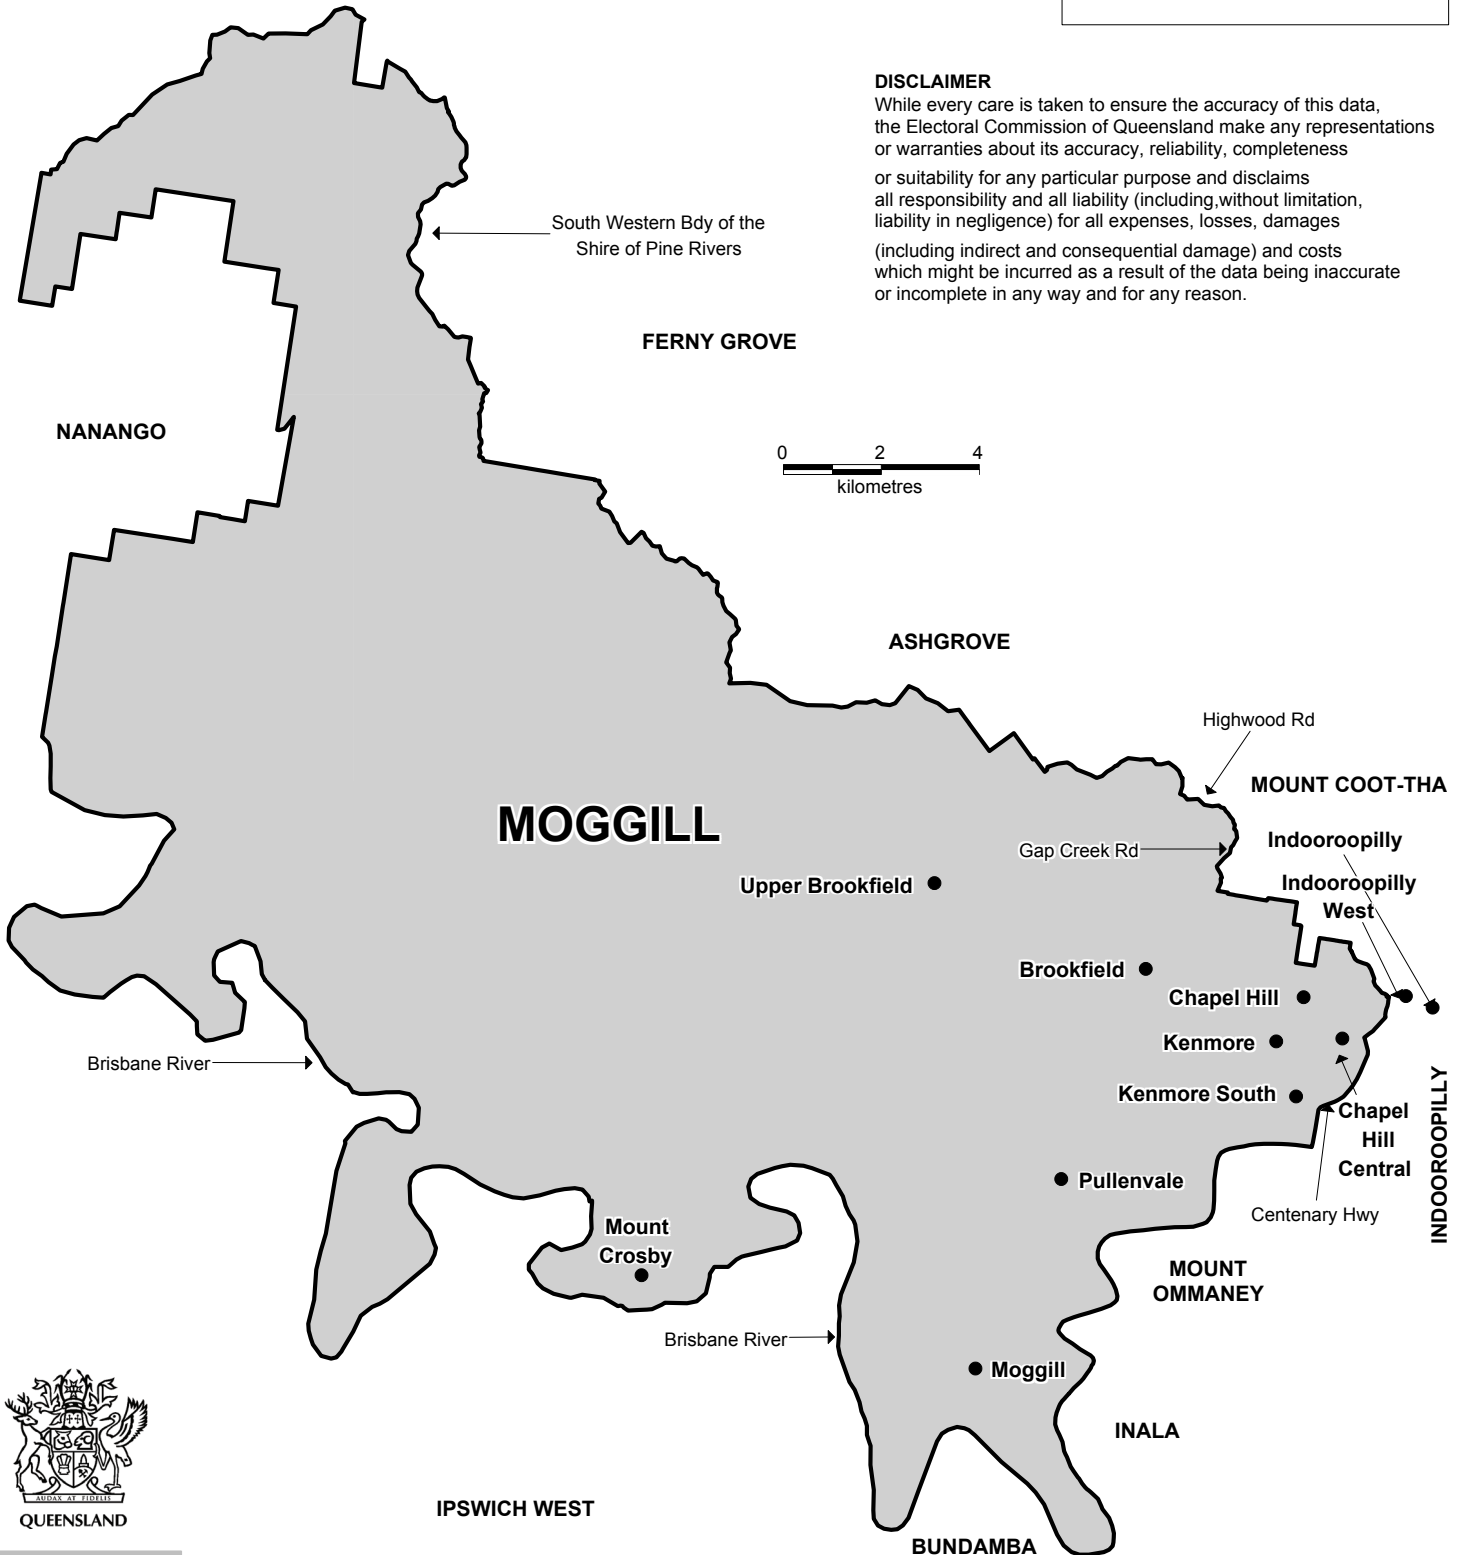 DISCLAIMER
While every care is taken to ensure the accuracy of this data,
the Electoral Commission of Queensland make any representations
or warranties about its accuracy, reliability, completeness
or suitability for any particular purpose and disclaims
all responsibility and all liability (including,without limitation,
liability in negligence) for all expenses, losses, damages
(including indirect and consequential damage) and costs
which might be incurred as a result of the data being inaccurate
or incomplete in any way and for any reason.
South Western Bdy of the
Shire of Pine Rivers
FERNY GROVE
NANANGO
0 2 4
kilometres
ASHGROVE
Highwood Rd
MOUNT COOT-THA
MOGGILL
Indooroopilly
Gap Creek Rd
Indooroopilly
West
Upper Brookfield
Brookfield
Chapel Hill
Kenmore
Brisbane River
Kenmore South
Chapel
Hill
Central
INDOOROOPILLY
Pullenvale
Centenary Hwy
Mount
Crosby
MOUNT
OMMANEY
Brisbane River
Moggill
INALA
AUDAX AT FIDELIS
QUEENSLAND
IPSWICH WEST
BUNDAMBA